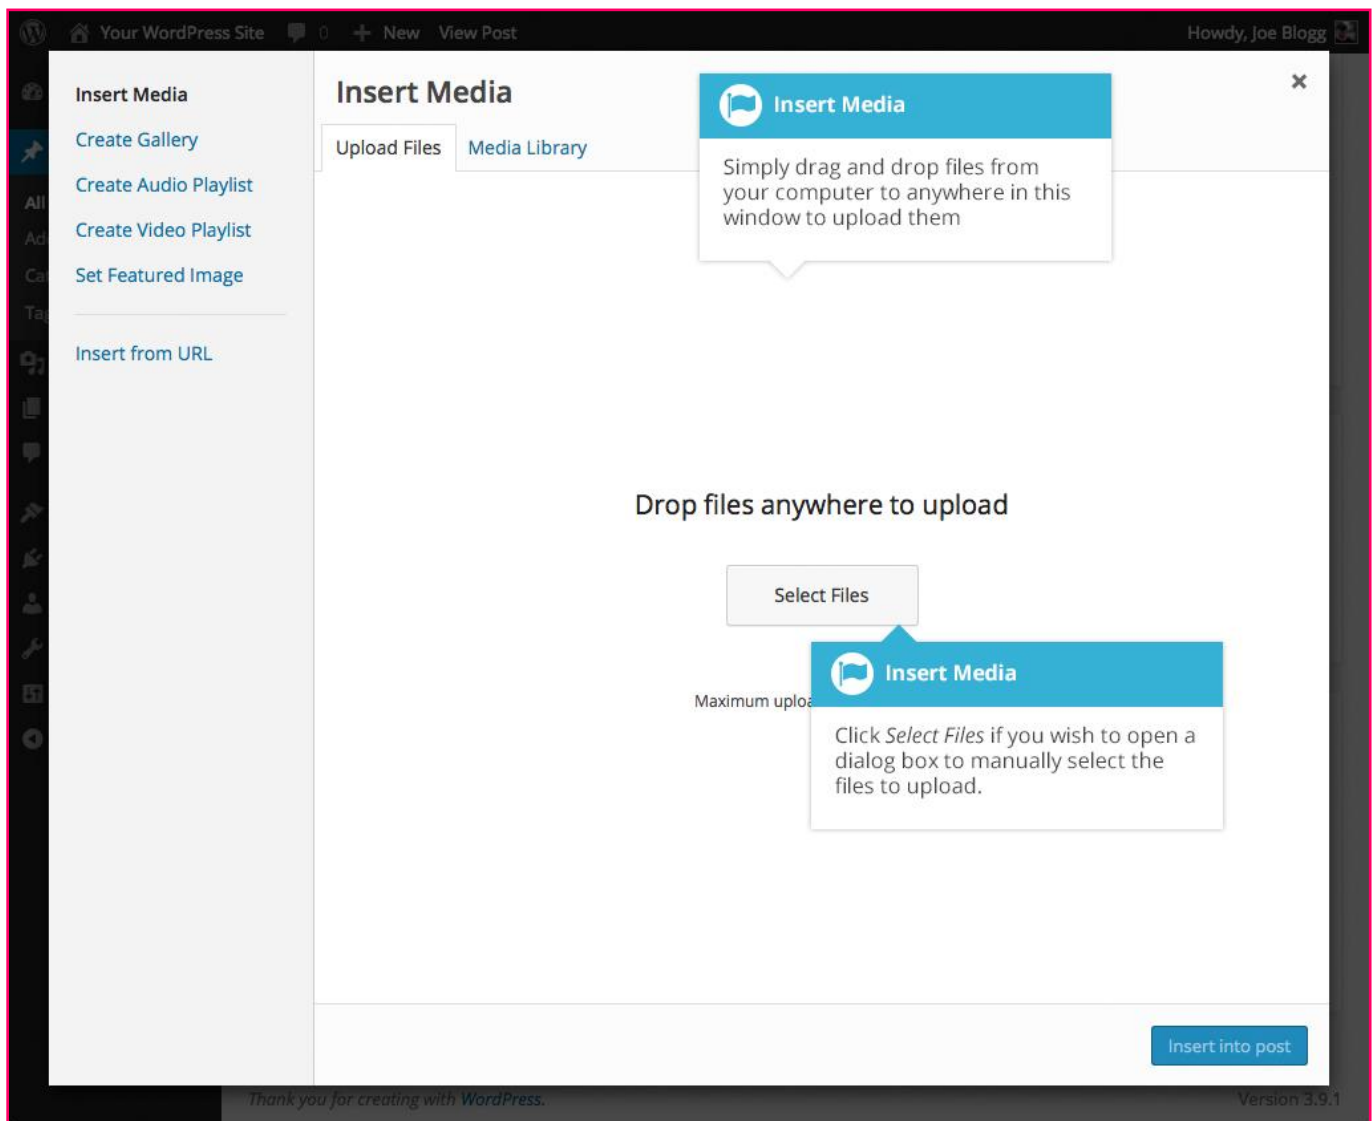 Your WordPress Site 0 New View Post Howdy, Joe Blogg
Insert Media
Create Gallery
Create Audio Playlist
Create Video Playlist
Set Featured Image
Insert from URL
All
Insert Media
Upload Files Media Library
Insert Media
Simply drag and drop files from
your computer to anywhere in this
window to upload them
Drop files anywhere to upload
Select Files
Maximum
Insert Media
Click Select Files if you wish to open a
dialog box to manually select the
files to upload.
Insert into post
Thank you for creating with WordPress. Version 3.9.1